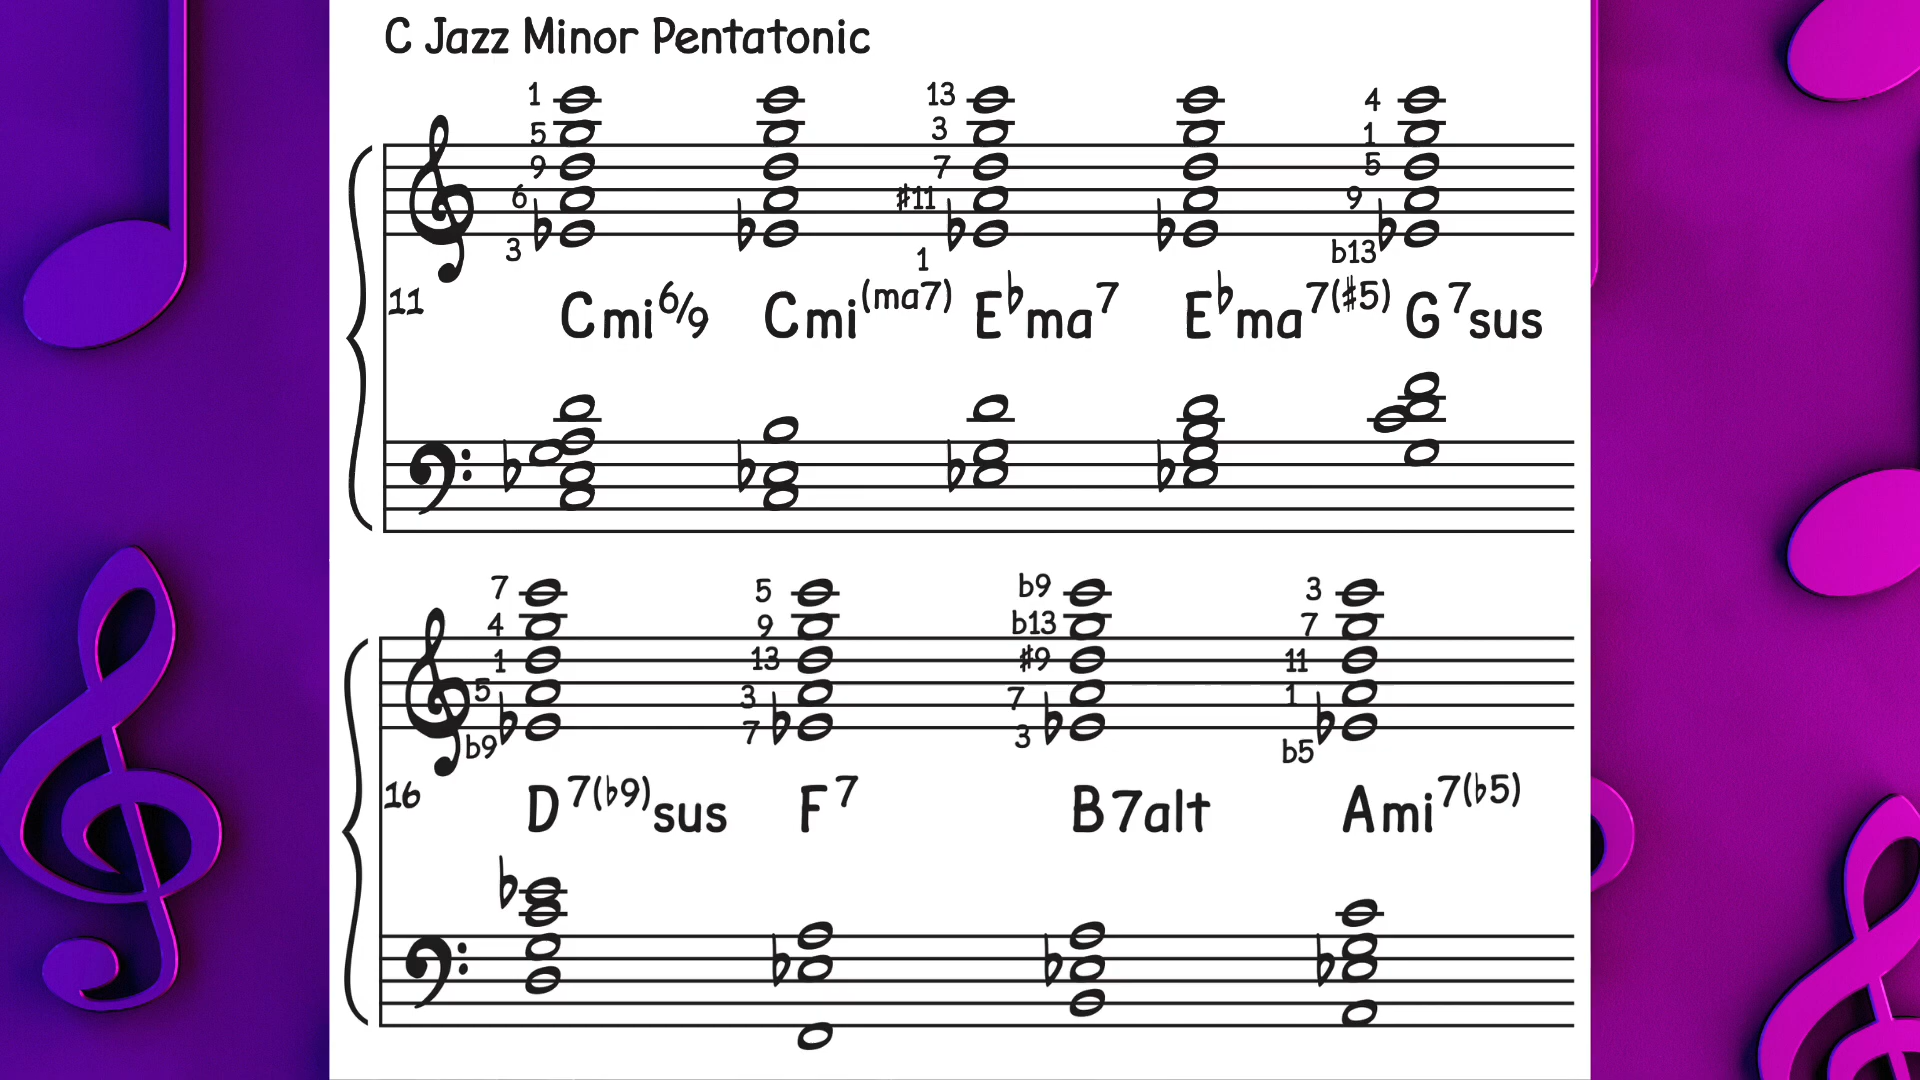 C Jazz Minor Pentatonic
1 13 4
5 3 1
9 7 5
6 #11 9
3 1 b13
11 Cmi6/9 Cmi(ma7) E♭ma7 E♭ma7(♯5) G7sus
7 5 b9 3
4 9 b13 7
1 13 #9 11
5 3 7 1
b9 7 3 b5
16 D7(♭9)sus F7 B7alt Ami7(♭5)